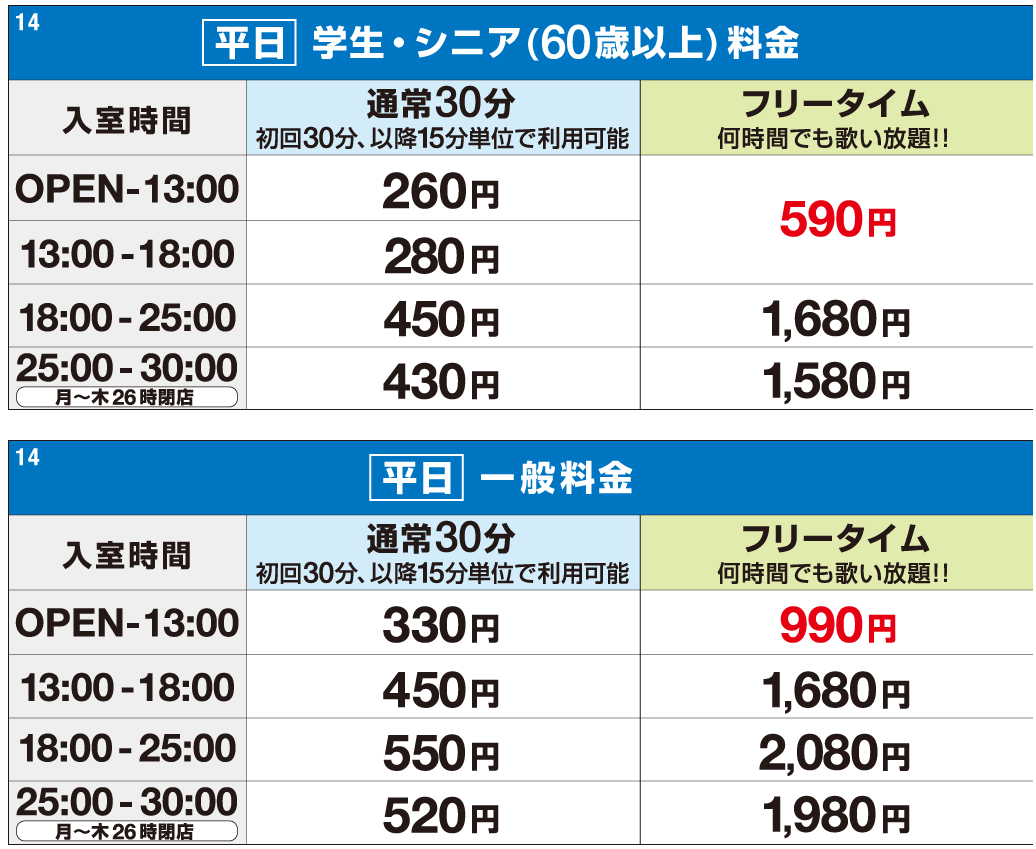 14
平日 学生・シニア(60歳以上)料金
入室時間
通常30分
初回30分、以降15分単位で利用可能
フリータイム
何時間でも歌い放題!!
OPEN-13:00
260円
590円
13:00-18:00
280円
18:00-25:00
450円
1,680円
25:00-30:00
月〜木26時閉店
430円
1,580円
14
平日 一般料金
入室時間
通常30分
初回30分、以降15分単位で利用可能
フリータイム
何時間でも歌い放題!!
OPEN-13:00
330円
990円
13:00-18:00
450円
1,680円
18:00-25:00
550円
2,080円
25:00-30:00
月〜木26時閉店
520円
1,980円